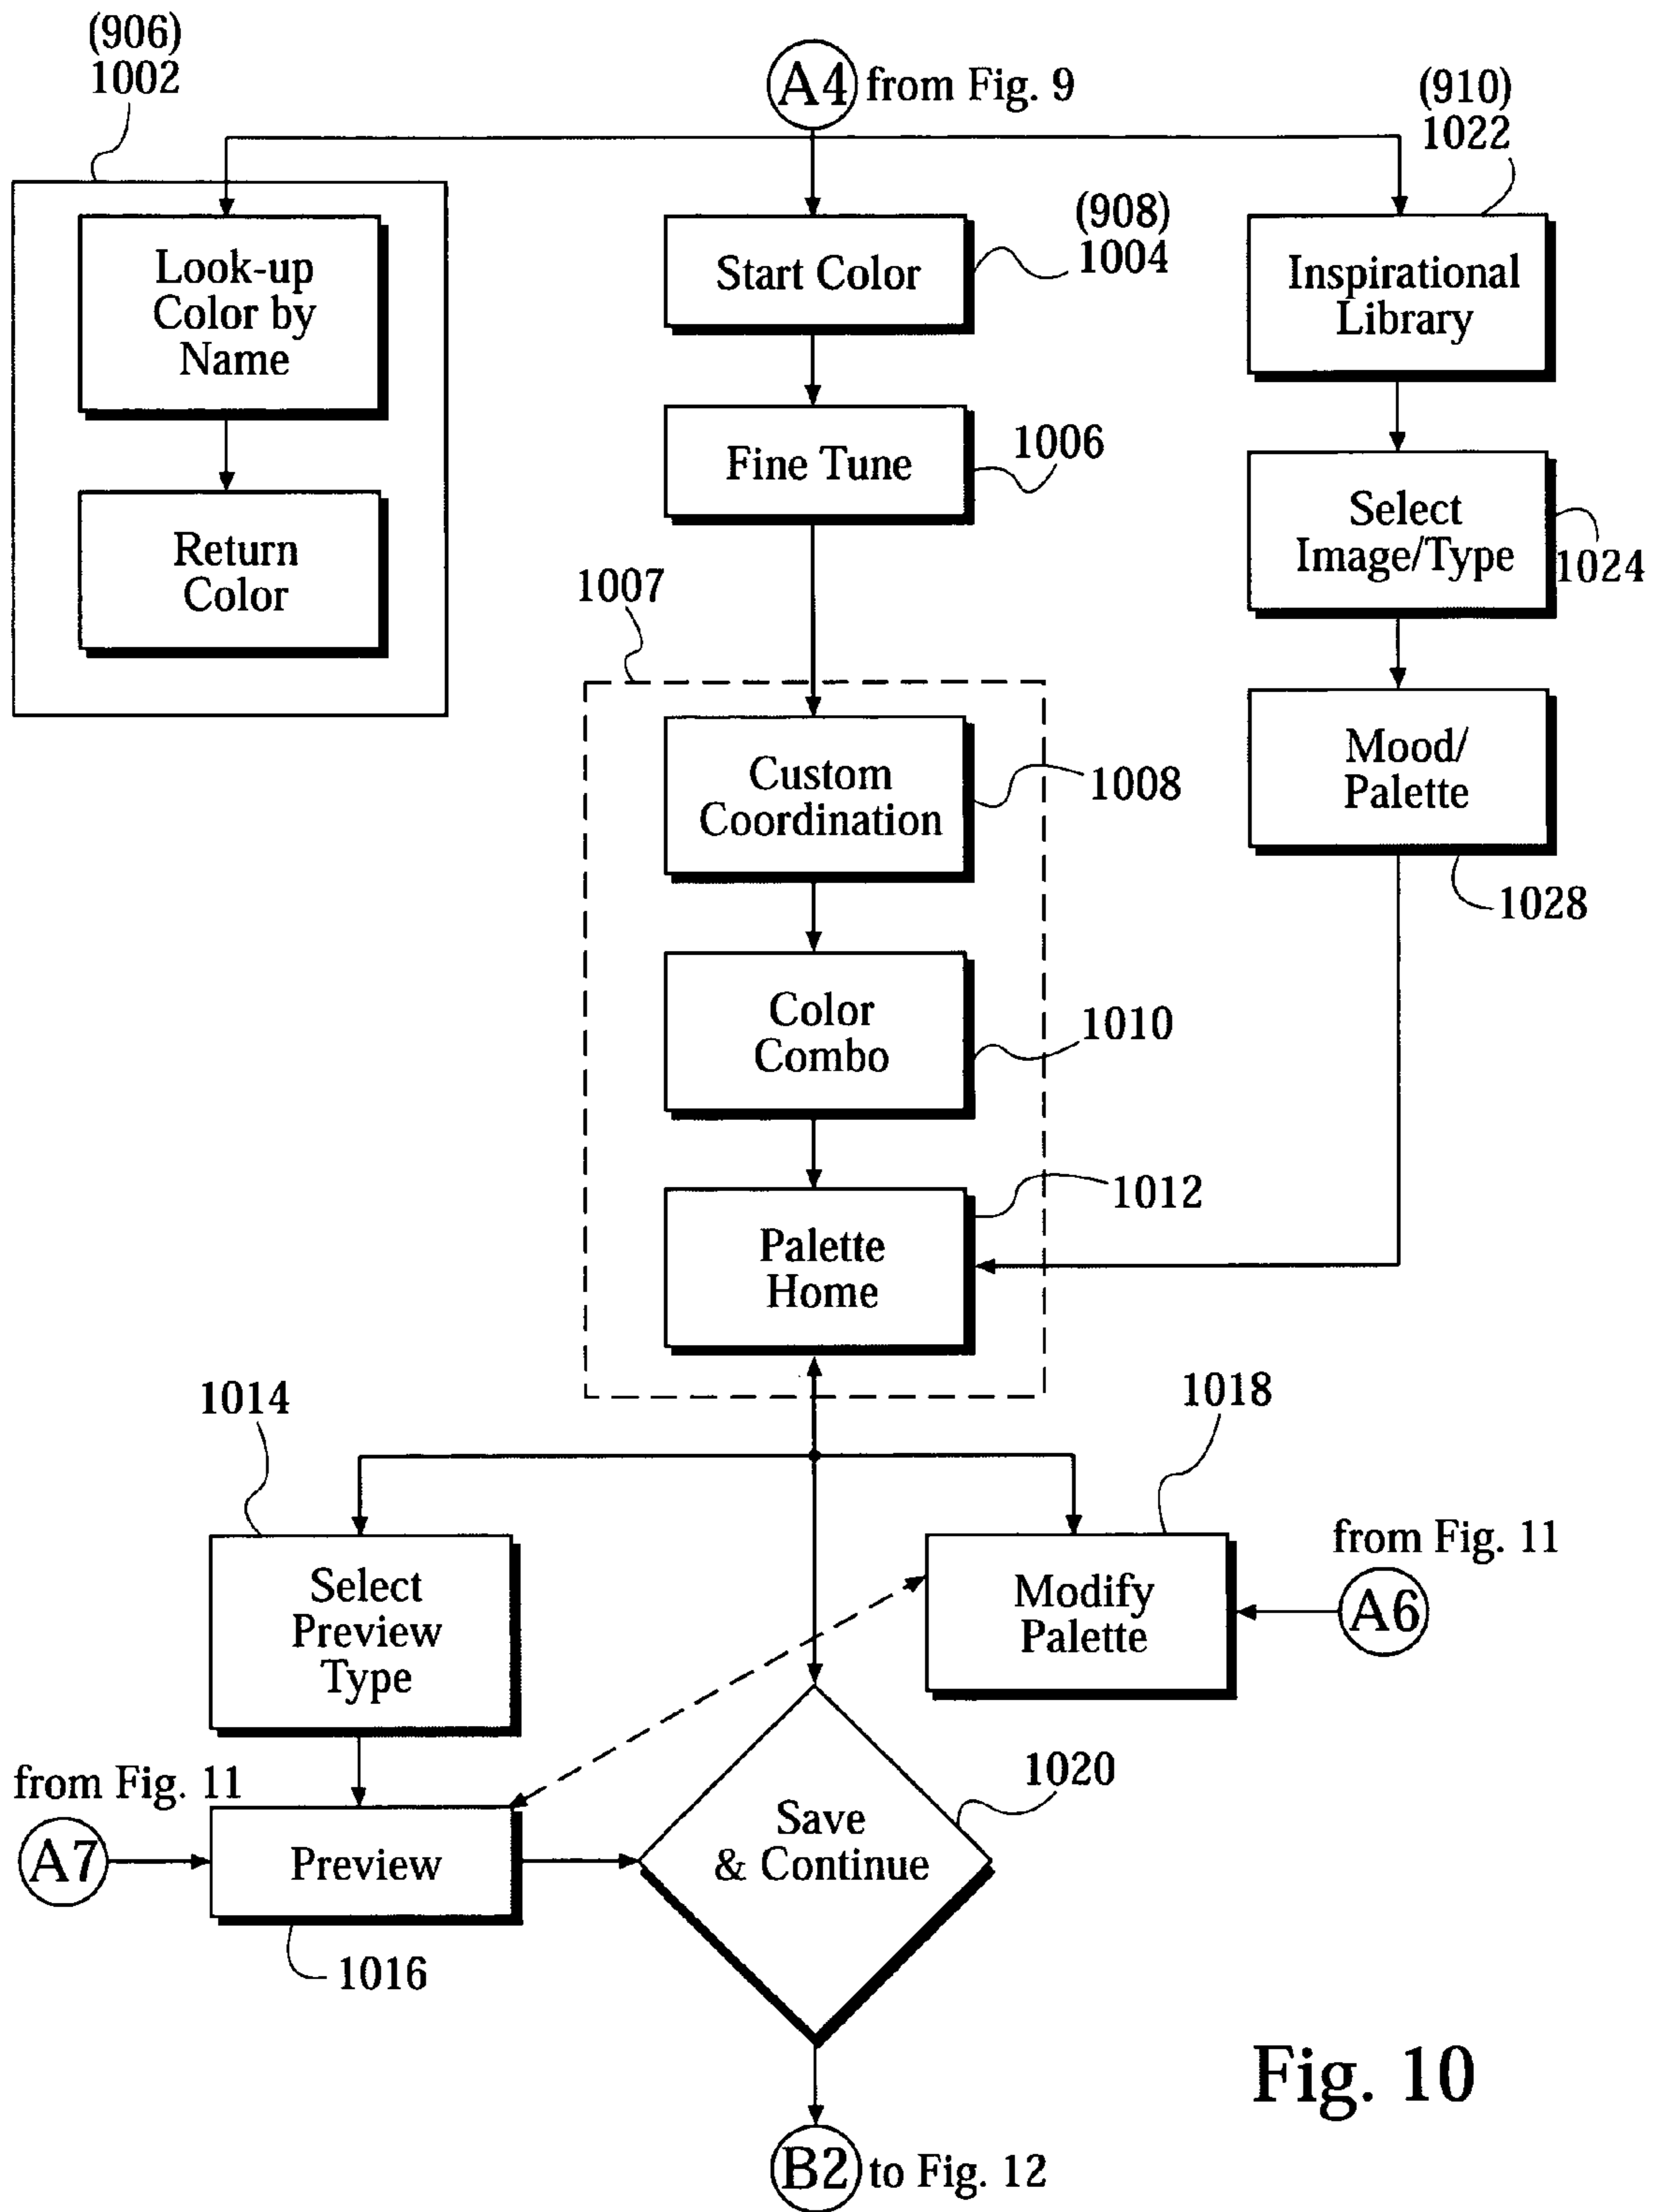 (906)
1002
A4 from Fig. 9
(910)
1022
(908)
1004
Look-up
Color by
Name
Start Color
Inspirational
Library
Fine Tune
1006
Return
Color
Select
Image/Type
1024
1007
Custom
Coordination
1008
Mood/
Palette
1028
Color
Combo
1010
Palette
Home
1012
1014
1018
Select
Preview
Type
Modify
Palette
from Fig. 11
A6
from Fig. 11
A7
Preview
1016
Save
& Continue
1020
B2 to Fig. 12
Fig. 10